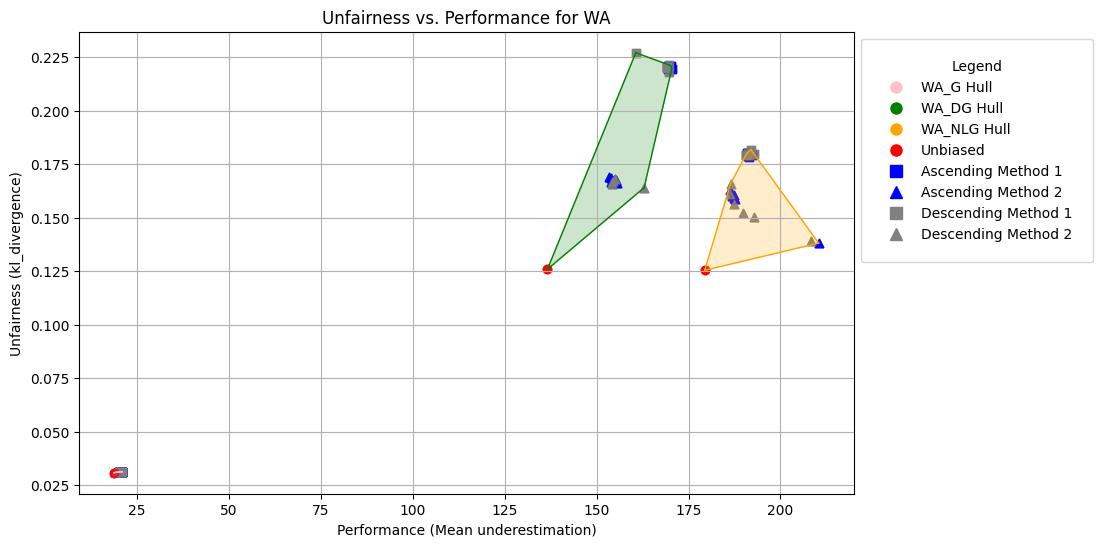 Unfairness vs. Performance for WA
Unfairness (kl_divergence)
0.225
0.200
0.175
0.150
0.125
0.100
0.075
0.050
0.025
25
50
75
100
125
150
175
200
Performance (Mean underestimation)
Legend
WA_G Hull
WA_DG Hull
WA_NLG Hull
Unbiased
Ascending Method 1
Ascending Method 2
Descending Method 1
Descending Method 2